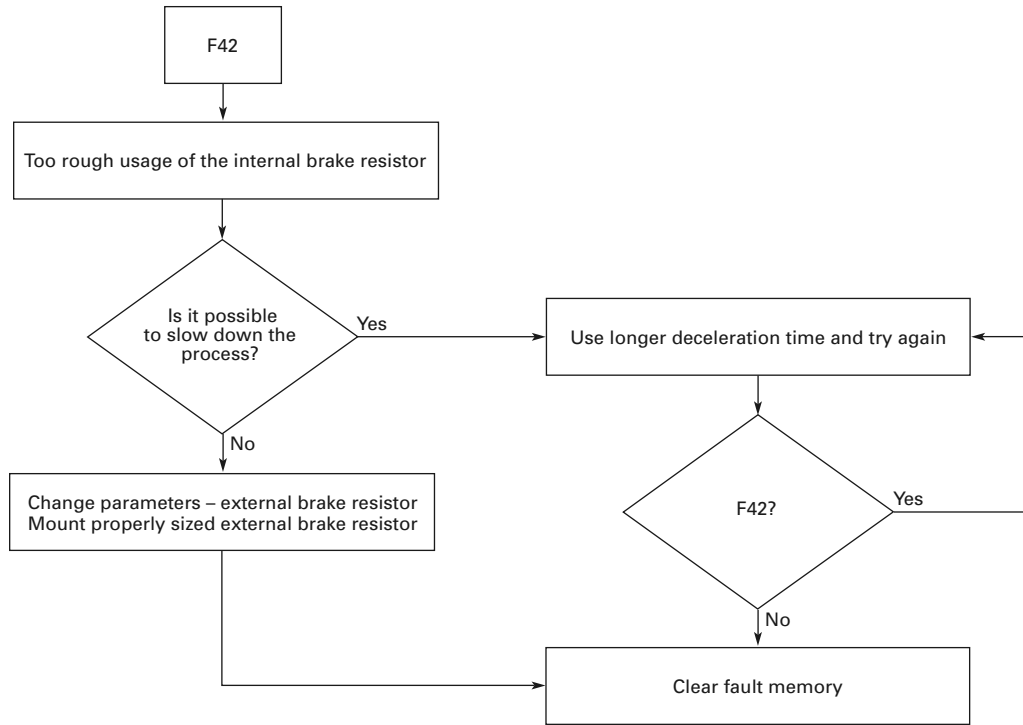 F42
Too rough usage of the internal brake resistor
Is it possible
to slow down the
process?
Yes
Use longer deceleration time and try again
No
Change parameters – external brake resistor
Mount properly sized external brake resistor
F42?
Yes
No
Clear fault memory